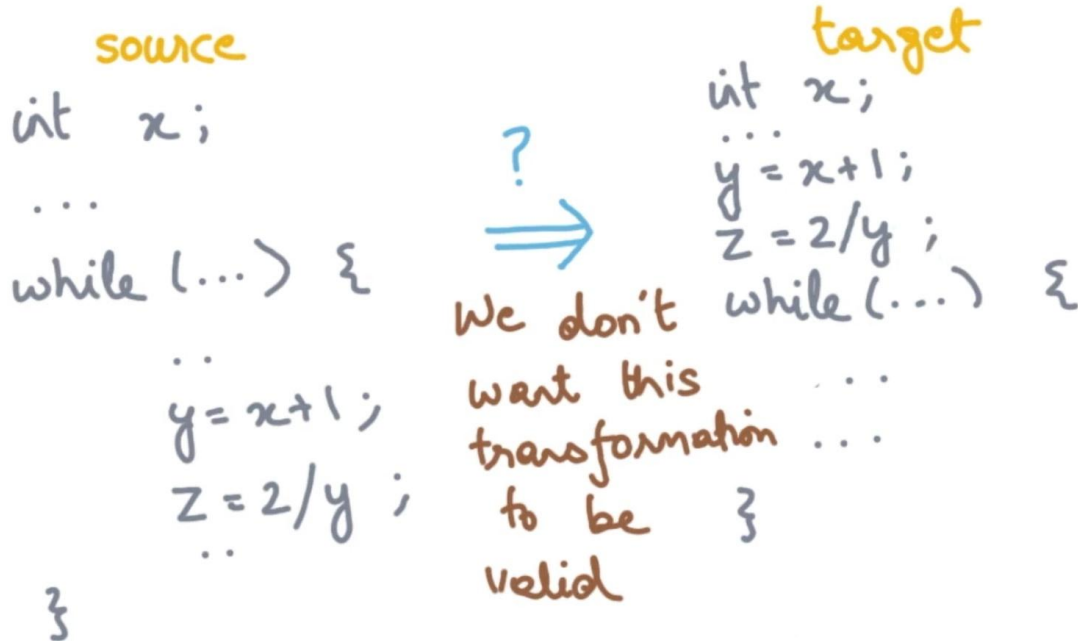 source
int x;
...
while (...) {
..
y = x+1;
z = 2/y ;
..
}
?
⇒
We don't
want this
transformation
to be
valid
target
int x;
...
y = x+1;
z = 2/y ;
while (...) {
...
...
}